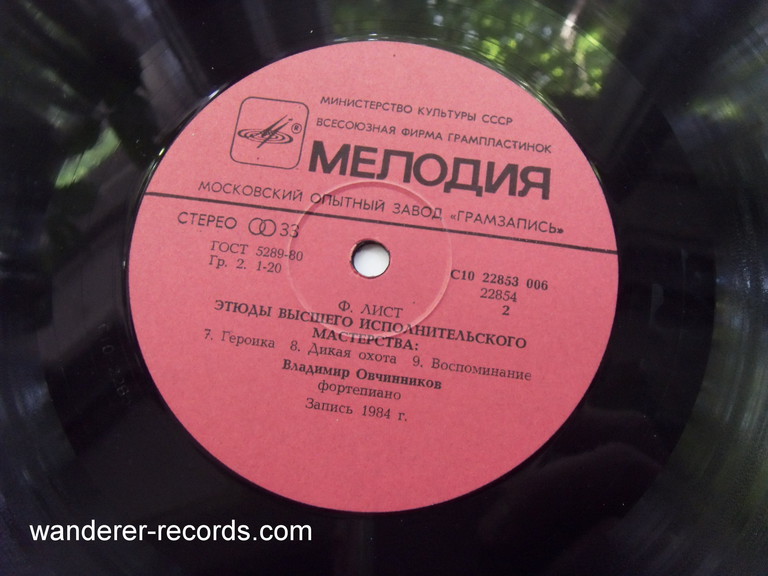 МИНИСТЕРСТВО КУЛЬТУРЫ СССР
ВСЕСОЮЗНАЯ ФИРМА ГРАМПЛАСТИНОК
®
МЕЛОДИЯ
МОСКОВСКИЙ ОПЫТНЫЙ ЗАВОД «ГРАМЗАПИСЬ»
СТЕРЕО 33
ГОСТ 5289-80
Гр. 2. 1-20
С10 22853 006
22854
2
Ф. ЛИСТ
ЭТЮДЫ ВЫСШЕГО ИСПОЛНИТЕЛЬСКОГО
МАСТЕРСТВА:
7. Героика 8. Дикая охота 9. Воспоминание
Владимир Овчинников
фортепиано
Запись 1984 г.
wanderer-records.com